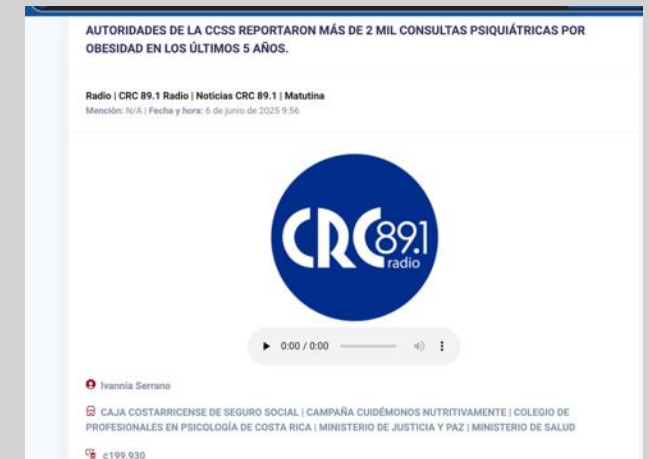 AUTORIDADES DE LA CCSS REPORTARON MÁS DE 2 MIL CONSULTAS PSIQUIÁTRICAS POR
OBESIDAD EN LOS ÚLTIMOS 5 AÑOS.
Radio | CRC 89.1 Radio | Noticias CRC 89.1 | Matutina
Mención: N/A | Fecha y hora: 6 de junio de 2025 9:56
CRC 89.1
radio
0:00 / 0:00
Ivannia Serrano
CAJA COSTARRICENSE DE SEGURO SOCIAL | CAMPAÑA CUIDÉMONOS NUTRITIVAMENTE | COLEGIO DE
PROFESIONALES EN PSICOLOGÍA DE COSTA RICA | MINISTERIO DE JUSTICIA Y PAZ | MINISTERIO DE SALUD
¢199,930